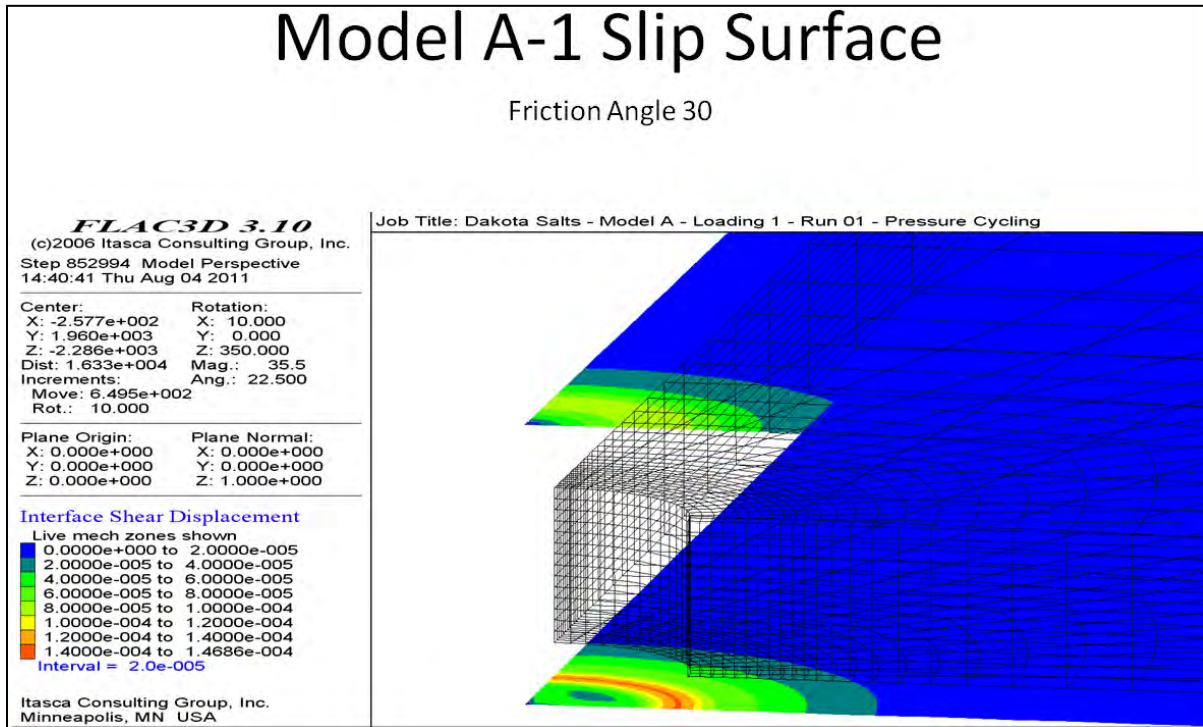 Model A-1 Slip Surface
Friction Angle 30
FLAC3D 3.10
(c)2006 Itasca Consulting Group, Inc.
Step 852994 Model Perspective
14:40:41 Thu Aug 04 2011
Center: Rotation:
X: -2.577e+002 X: 10.000
Y: 1.960e+003 Y: 0.000
Z: -2.286e+003 Z: 350.000
Dist: 1.633e+004 Mag.: 35.5
Increments: Ang.: 22.500
Move: 6.495e+002
Rot.: 10.000
Plane Origin: Plane Normal:
X: 0.000e+000 X: 0.000e+000
Y: 0.000e+000 Y: 0.000e+000
Z: 0.000e+000 Z: 1.000e+000
Interface Shear Displacement
Live mech zones shown
0.0000e+000 to 2.0000e-005
2.0000e-005 to 4.0000e-005
4.0000e-005 to 6.0000e-005
6.0000e-005 to 8.0000e-005
8.0000e-005 to 1.0000e-004
1.0000e-004 to 1.2000e-004
1.2000e-004 to 1.4000e-004
1.4000e-004 to 1.4686e-004
Interval = 2.0e-005
Itasca Consulting Group, Inc.
Minneapolis, MN USA
Job Title: Dakota Salts - Model A - Loading 1 - Run 01 - Pressure Cycling